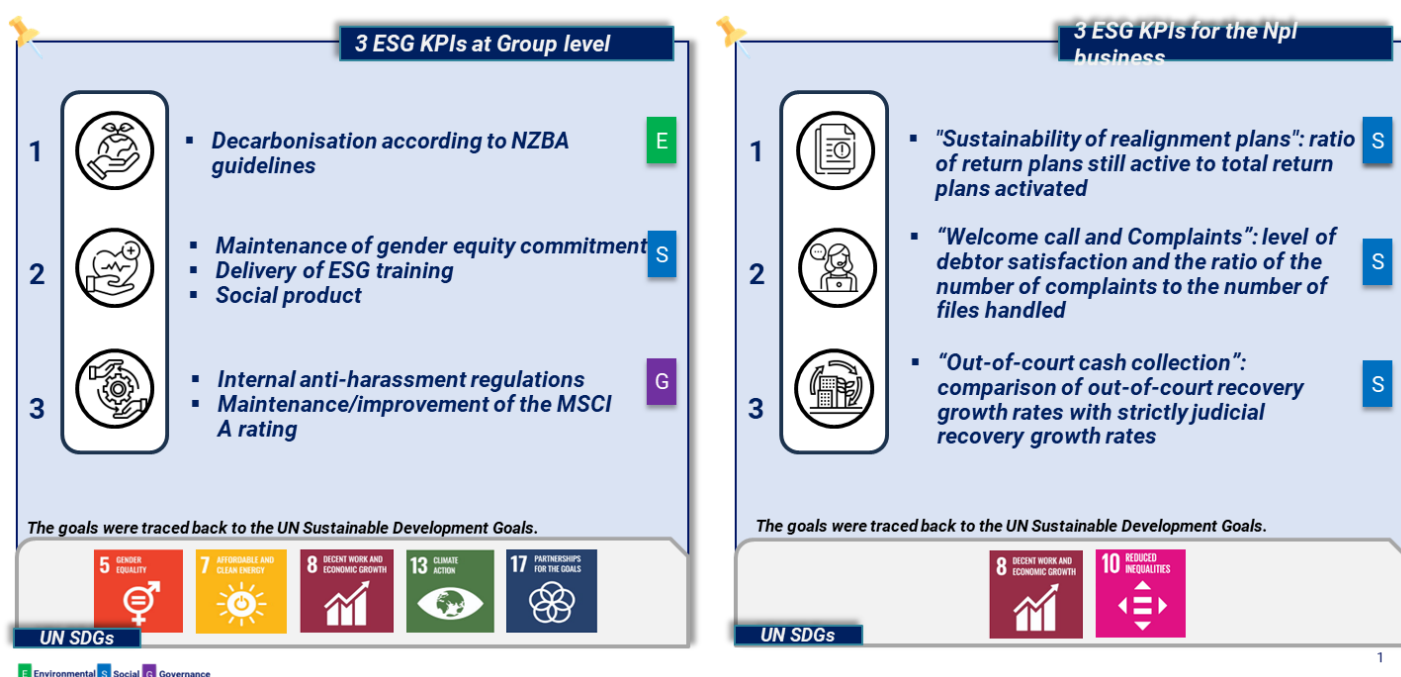 3 ESG KPIs at Group level
1
▪ Decarbonisation according to NZBA
guidelines
E
2
▪ Maintenance of gender equity commitment
▪ Delivery of ESG training
▪ Social product
S
3
▪ Internal anti-harassment regulations
▪ Maintenance/improvement of the MSCI
A rating
G
The goals were traced back to the UN Sustainable Development Goals.
5 GENDER
EQUALITY
7 AFFORDABLE AND
CLEAN ENERGY
8 DECENT WORK AND
ECONOMIC GROWTH
13 CLIMATE
ACTION
17 PARTNERSHIPS
FOR THE GOALS
UN SDGs
E Environmental S Social G Governance
3 ESG KPIs for the Npl
business
1
▪ "Sustainability of realignment plans": ratio
of return plans still active to total return
plans activated
S
2
▪ “Welcome call and Complaints”: level of
debtor satisfaction and the ratio of the
number of complaints to the number of
files handled
S
3
▪ “Out-of-court cash collection”:
comparison of out-of-court recovery
growth rates with strictly judicial
recovery growth rates
S
The goals were traced back to the UN Sustainable Development Goals.
8 DECENT WORK AND
ECONOMIC GROWTH
10 REDUCED
INEQUALITIES
UN SDGs
1